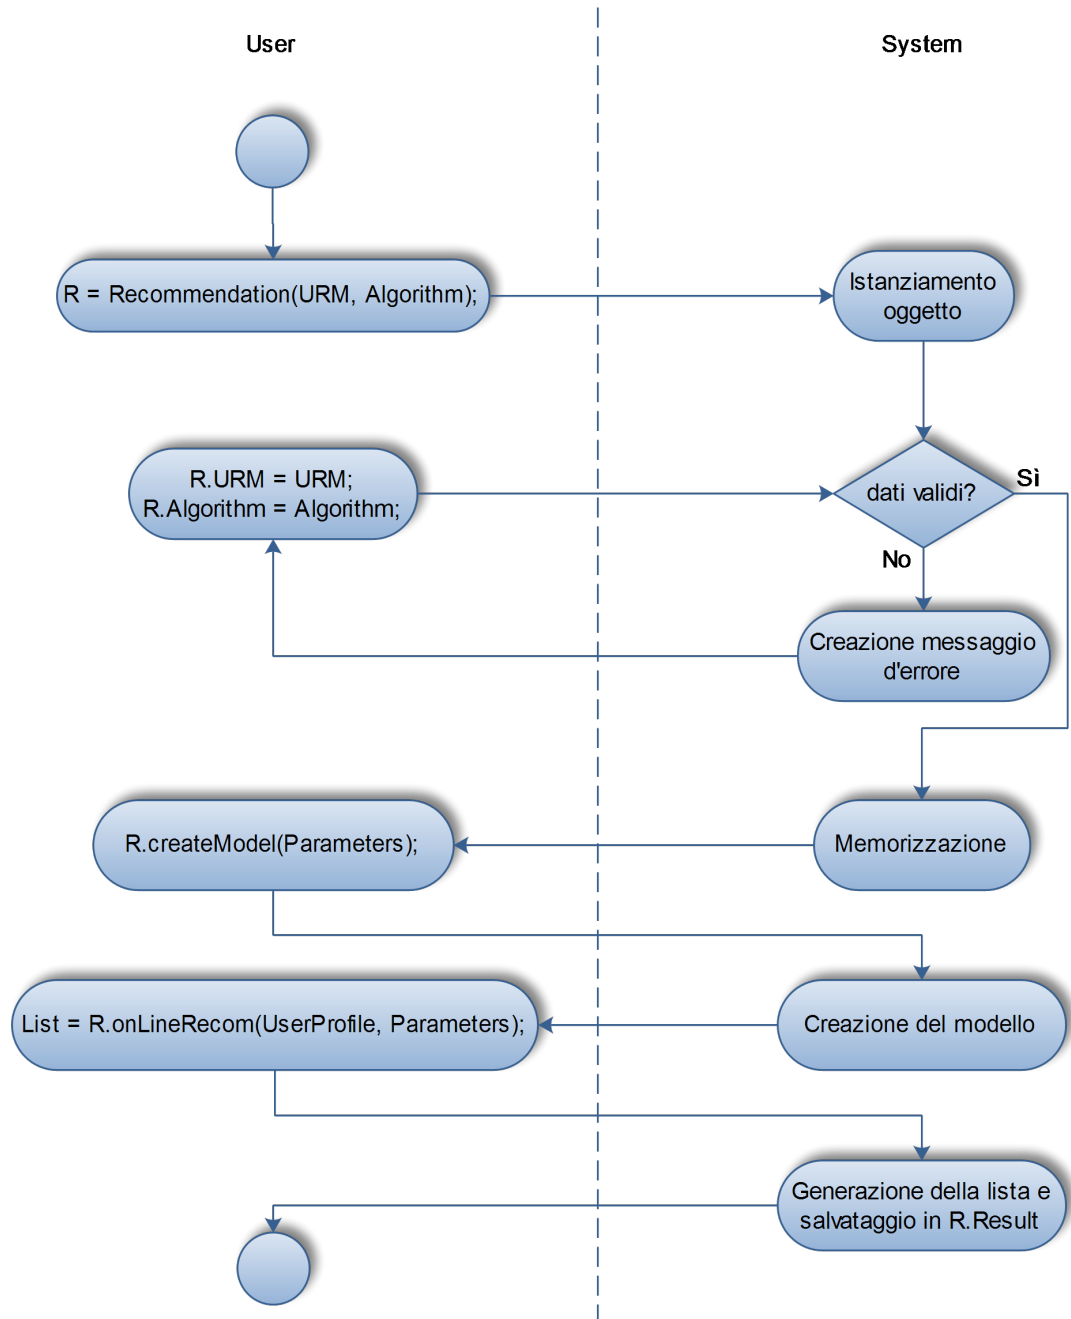 User
System
R = Recommendation(URM, Algorithm);
Istanziamento
oggetto
R.URM = URM;
R.Algorithm = Algorithm;
dati validi?
Sì
No
Creazione messaggio
d'errore
R.createModel(Parameters);
Memorizzazione
List = R.onLineRecom(UserProfile, Parameters);
Creazione del modello
Generazione della lista e
salvataggio in R.Result